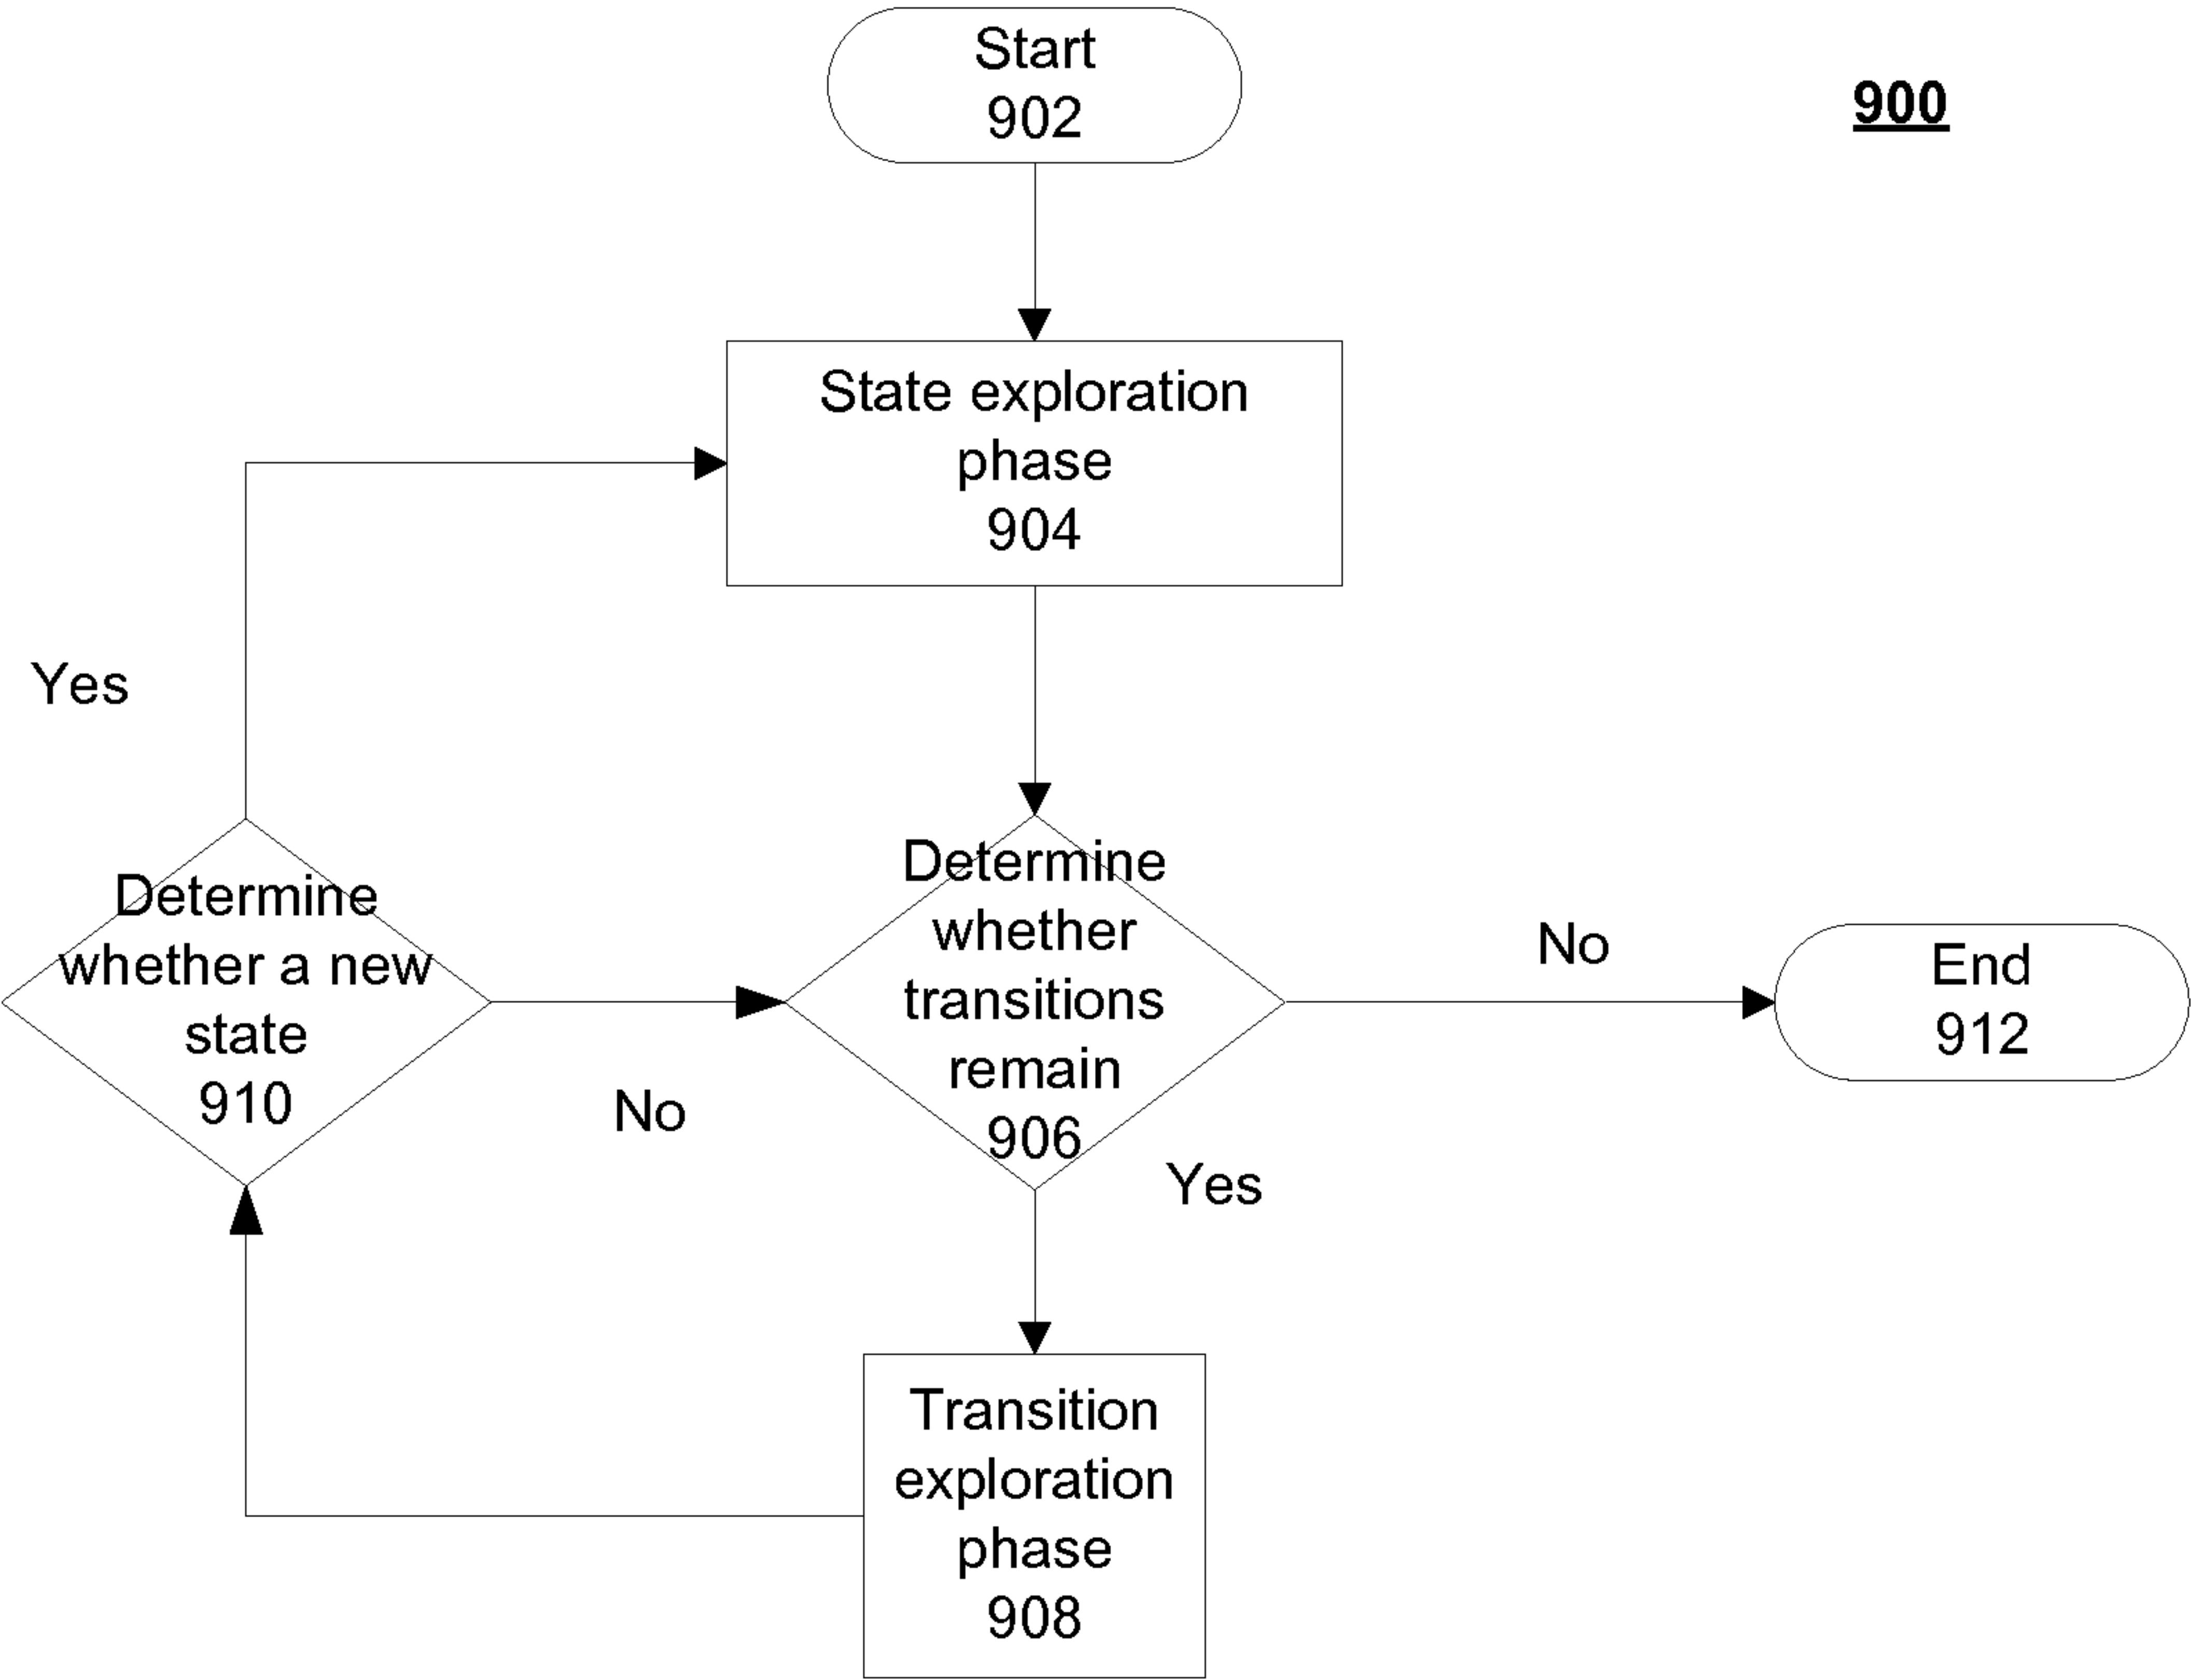 Start
902
900
State exploration
phase
904
Yes
Determine
whether a new
state
910
No
Determine
whether
transitions
remain
906
Yes
No
End
912
Transition
exploration
phase
908